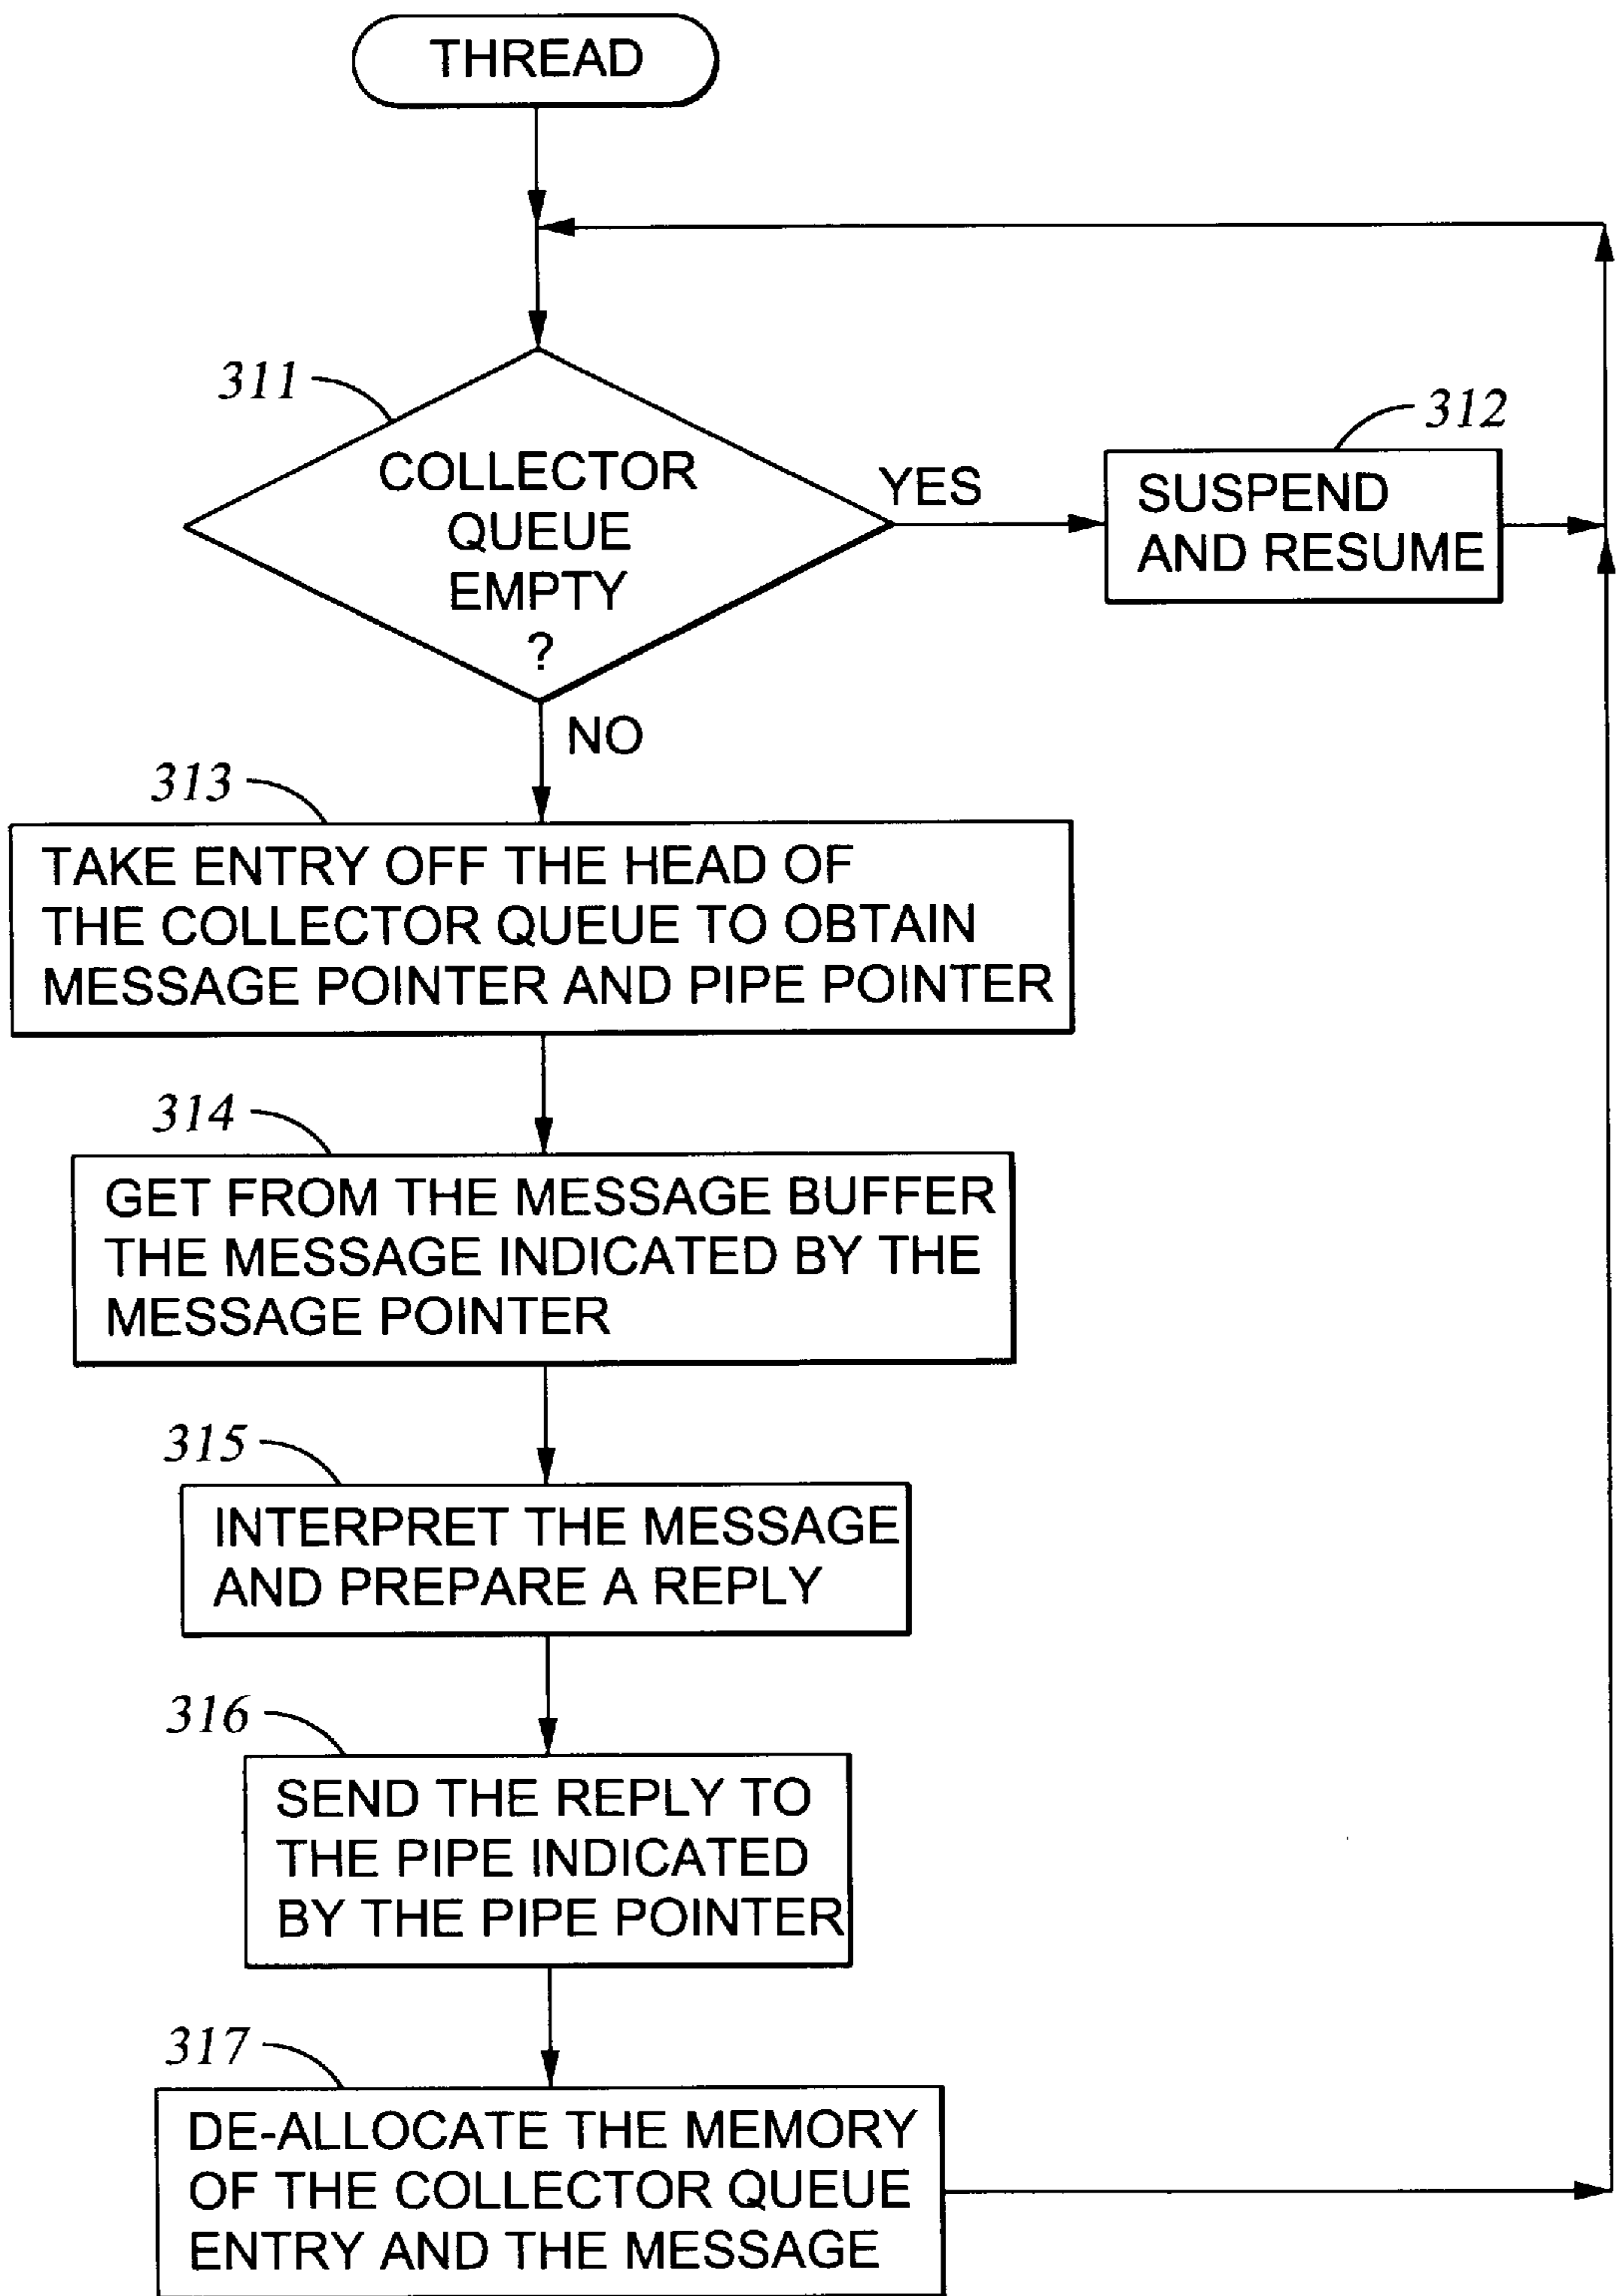 THREAD
311
COLLECTOR
QUEUE
EMPTY
?
YES
312
SUSPEND
AND RESUME
NO
313
TAKE ENTRY OFF THE HEAD OF
THE COLLECTOR QUEUE TO OBTAIN
MESSAGE POINTER AND PIPE POINTER
314
GET FROM THE MESSAGE BUFFER
THE MESSAGE INDICATED BY THE
MESSAGE POINTER
315
INTERPRET THE MESSAGE
AND PREPARE A REPLY
316
SEND THE REPLY TO
THE PIPE INDICATED
BY THE PIPE POINTER
317
DE-ALLOCATE THE MEMORY
OF THE COLLECTOR QUEUE
ENTRY AND THE MESSAGE